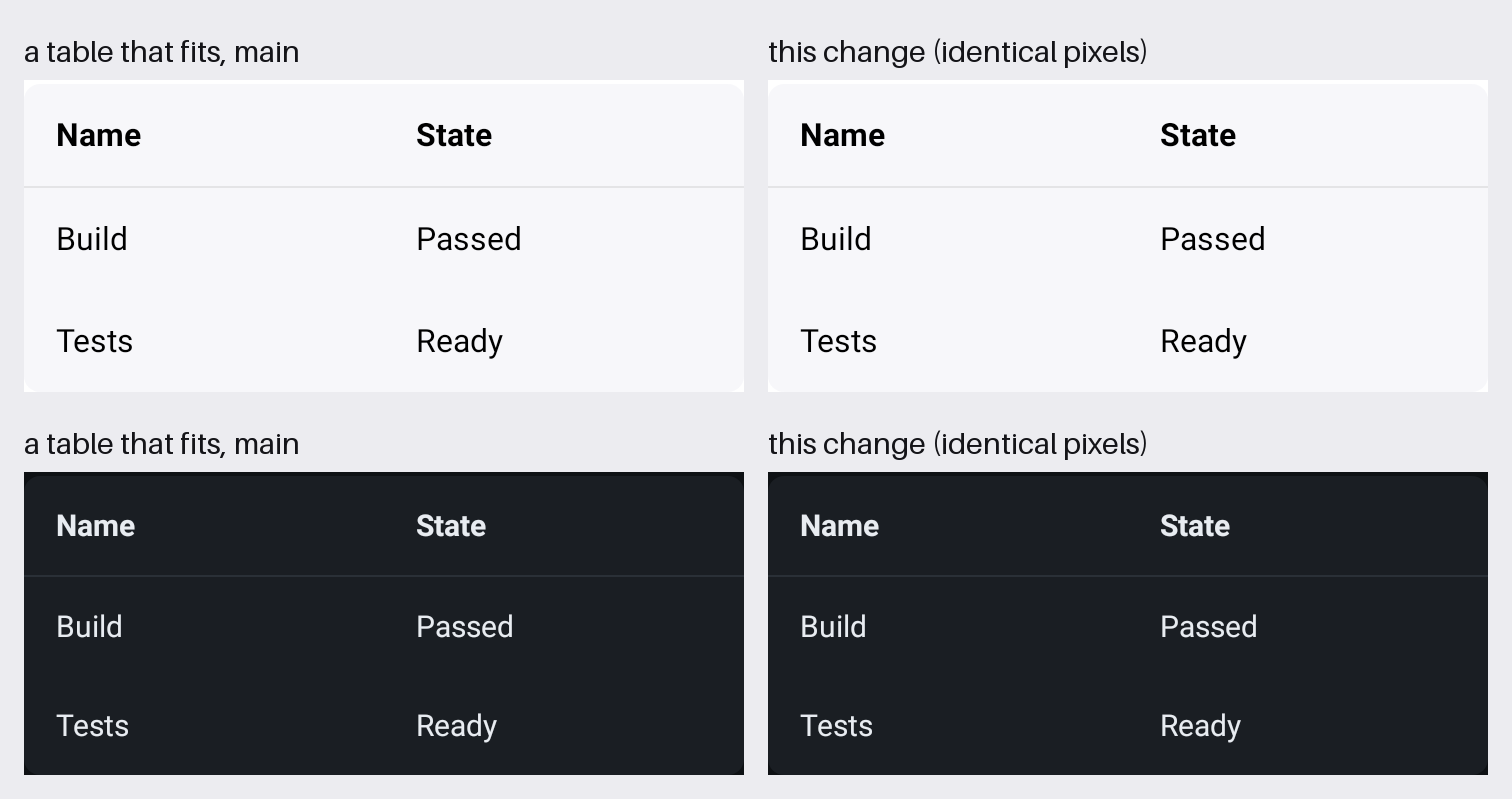 a table that fits, main
this change (identical pixels)
Name State
Build Passed
Tests Ready
Name State
Build Passed
Tests Ready
a table that fits, main
this change (identical pixels)
Name State
Build Passed
Tests Ready
Name State
Build Passed
Tests Ready